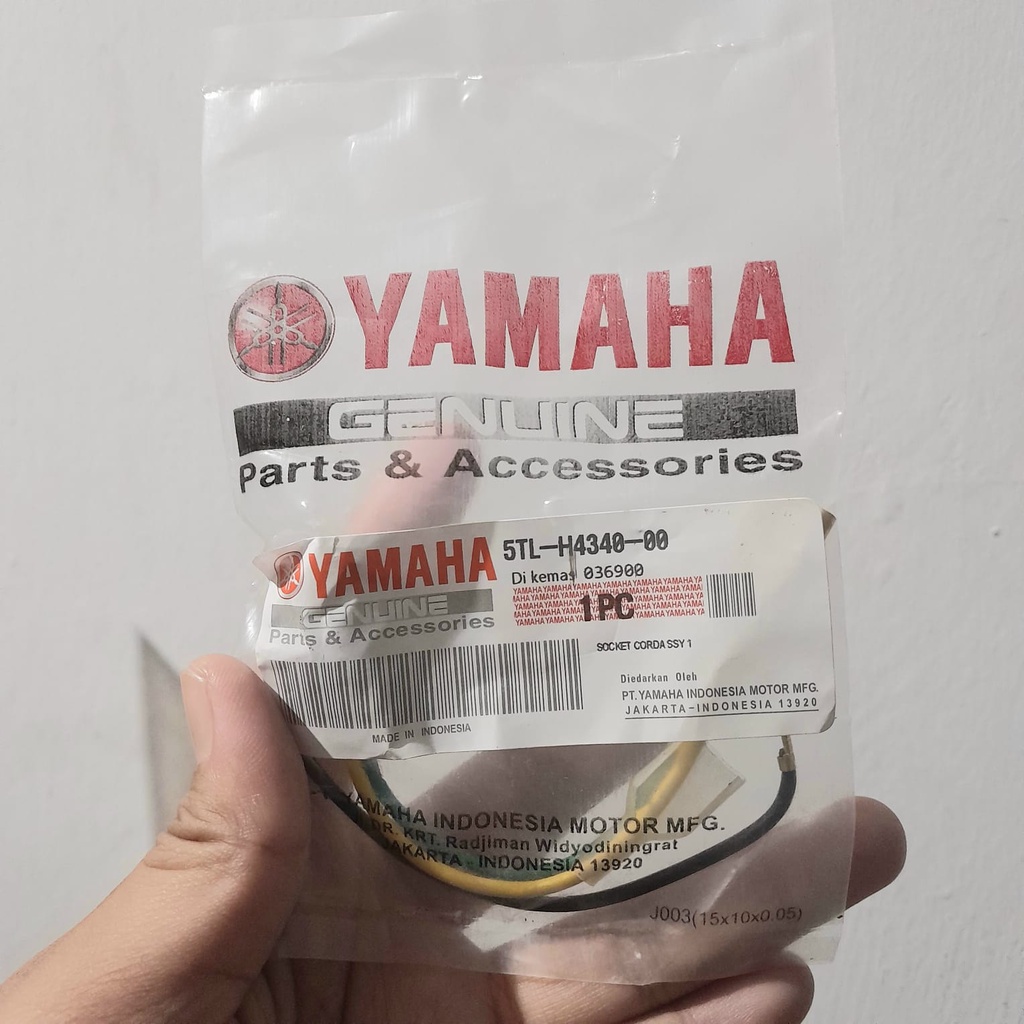 YAMAHA
GENUINE
Parts & Accessories
YAMAHA
GENUINE
Parts & Accessories
MADE IN INDONESIA
5TL-H4340-00
Di kemas 036900
1PC
SOCKET CORDASSY 1
Diedarkan Oleh
PT.YAMAHA INDONESIA MOTOR MFG.
JAKARTA-INDONESIA 13920
YAMAHA INDONESIA MOTOR MFG.
DR. KRT. Radjiman Widyodiningrat
JAKARTA - INDONESIA 13920
J003(15x10x0.05)